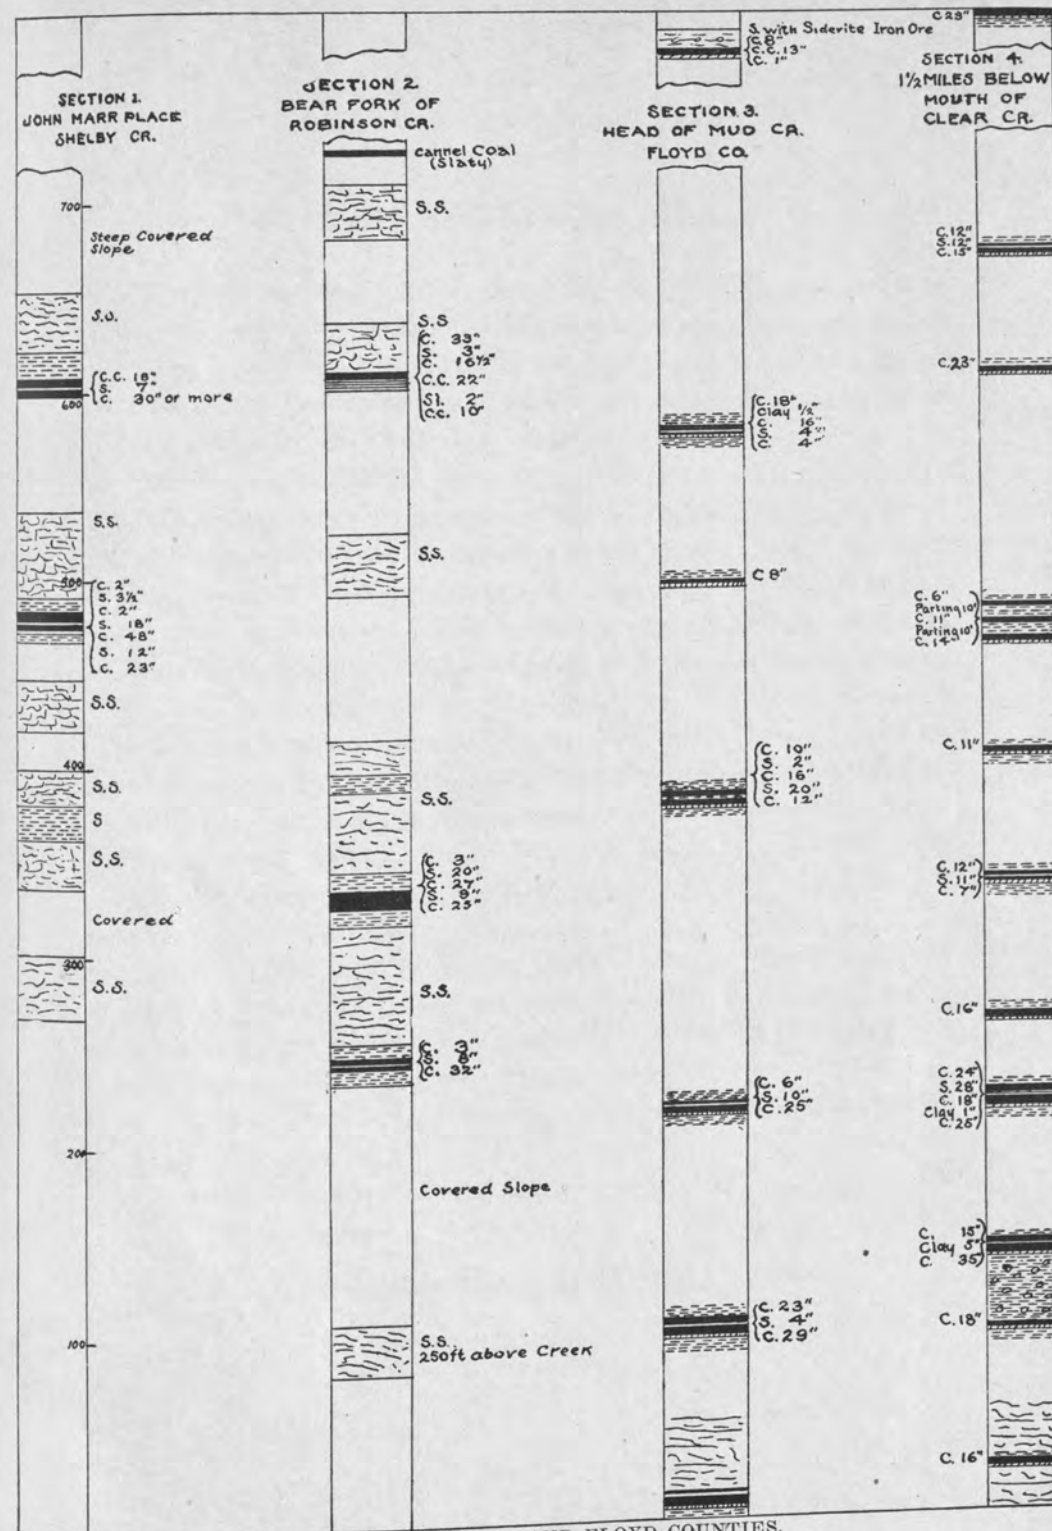 SECTION 1.
JOHN MARR PLACE
SHELBY CR.
700
Steep Covered
Slope
S.S.
C.C. 18"
S. 7"
C. 30" or more
600
S.S.
500
C. 2"
S. 3½"
C. 2"
S. 18"
C. 48"
S. 12"
C. 23"
S.S.
400
S.S.
S
S.S.
Covered
300
S.S.
200
100
SECTION 2
BEAR FORK OF
ROBINSON CR.
cannel Coal
(Slaty)
S.S.
S.S
C. 33"
S. 3"
C. 16½"
C.C. 22"
Sl. 2"
C.C. 10"
S.S.
S.S.
C. 3"
S. 20"
C. 27"
S. 8"
C. 25"
S.S.
C. 3"
S. 8"
C. 32"
Covered Slope
S.S.
250ft above Creek
S. with Siderite Iron Ore
C. 8"
C.C. 13"
C. 1"
SECTION 3.
HEAD OF MUD CR.
FLOYD CO.
C. 18"
Clay ½"
C. 16"
S. 4"
C. 4"
C 8"
C. 10"
S. 2"
C. 16"
S. 20"
C. 12"
C. 6"
S. 10"
C. 25"
C. 23"
S. 4"
C. 29"
C 23"
SECTION 4.
1½ MILES BELOW
MOUTH OF
CLEAR CR.
C. 12"
S. 12"
C. 15"
C. 23"
C. 6"
Parting 10'
C. 11"
Parting 10'
C. 14"
C. 11"
C. 12"
S. 11"
C. 7"
C. 16"
C. 24"
S. 28"
C. 18"
Clay 1"
C. 25"
C. 15"
Clay 5"
C. 35"
C. 18"
C. 16"
FLOYD COUNTIES.